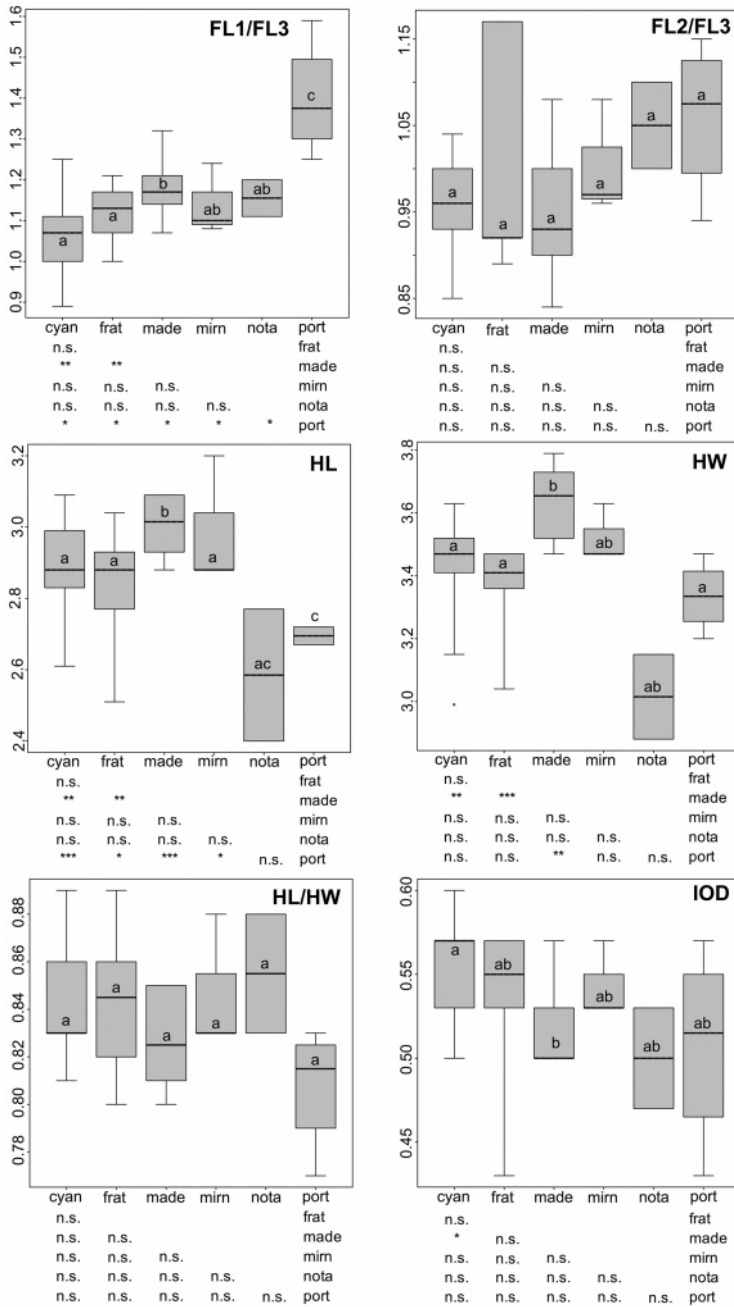 FL1/FL3
1.6
1.5
1.4
1.3
1.2
1.1
1.0
0.9
a
a
b
ab
ab
c
cyan frat made mirn nota port
n.s. frat
** ** made
n.s. n.s. n.s. mirn
n.s. n.s. n.s. n.s. nota
* * * * * port
FL2/FL3
1.15
1.05
0.95
0.85
a
a
a
a
a
a
cyan frat made mirn nota port
n.s. frat
n.s. n.s. made
n.s. n.s. n.s. mirn
n.s. n.s. n.s. n.s. nota
n.s. n.s. n.s. n.s. n.s. port
HL
3.2
3.0
2.8
2.6
2.4
a
a
b
a
ac
c
cyan frat made mirn nota port
n.s. frat
** ** made
n.s. n.s. n.s. mirn
n.s. n.s. n.s. n.s. nota
*** * *** * n.s. port
HW
3.8
3.6
3.4
3.2
3.0
a
a
b
ab
ab
a
cyan frat made mirn nota port
n.s. frat
** *** made
n.s. n.s. n.s. mirn
n.s. n.s. n.s. n.s. nota
n.s. n.s. ** n.s. n.s. port
HL/HW
0.88
0.86
0.84
0.82
0.80
0.78
a
a
a
a
a
a
cyan frat made mirn nota port
n.s. frat
n.s. n.s. made
n.s. n.s. n.s. mirn
n.s. n.s. n.s. n.s. nota
n.s. n.s. n.s. n.s. n.s. port
IOD
0.60
0.55
0.50
0.45
a
ab
b
ab
ab
ab
cyan frat made mirn nota port
n.s. frat
* n.s. made
n.s. n.s. n.s. mirn
n.s. n.s. n.s. n.s. nota
n.s. n.s. n.s. n.s. n.s. port